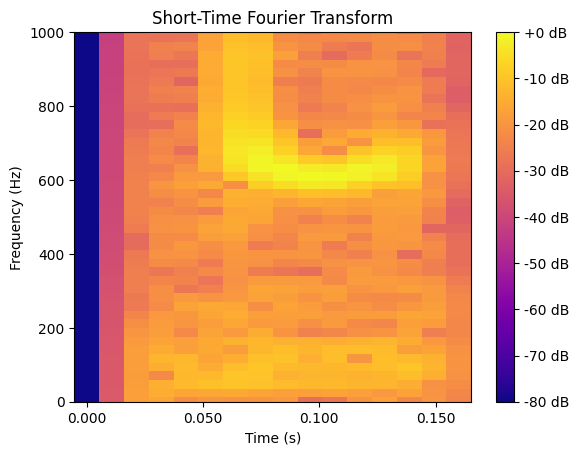 Short-Time Fourier Transform
Frequency (Hz)
1000
800
600
400
200
0
0.000
0.050
0.100
0.150
Time (s)
+0 dB
-10 dB
-20 dB
-30 dB
-40 dB
-50 dB
-60 dB
-70 dB
-80 dB